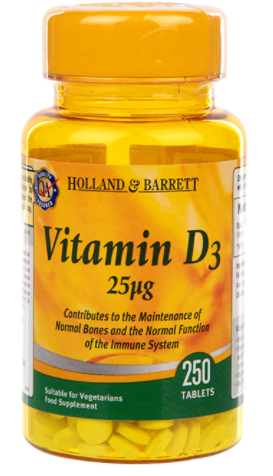 HOLLAND & BARRETT
QA
Vitamin D3
25µg
Contributes to the Maintenance of
Normal Bones and the Normal Function
of the Immune System
250
TABLETS
Suitable for Vegetarians
Food Supplement